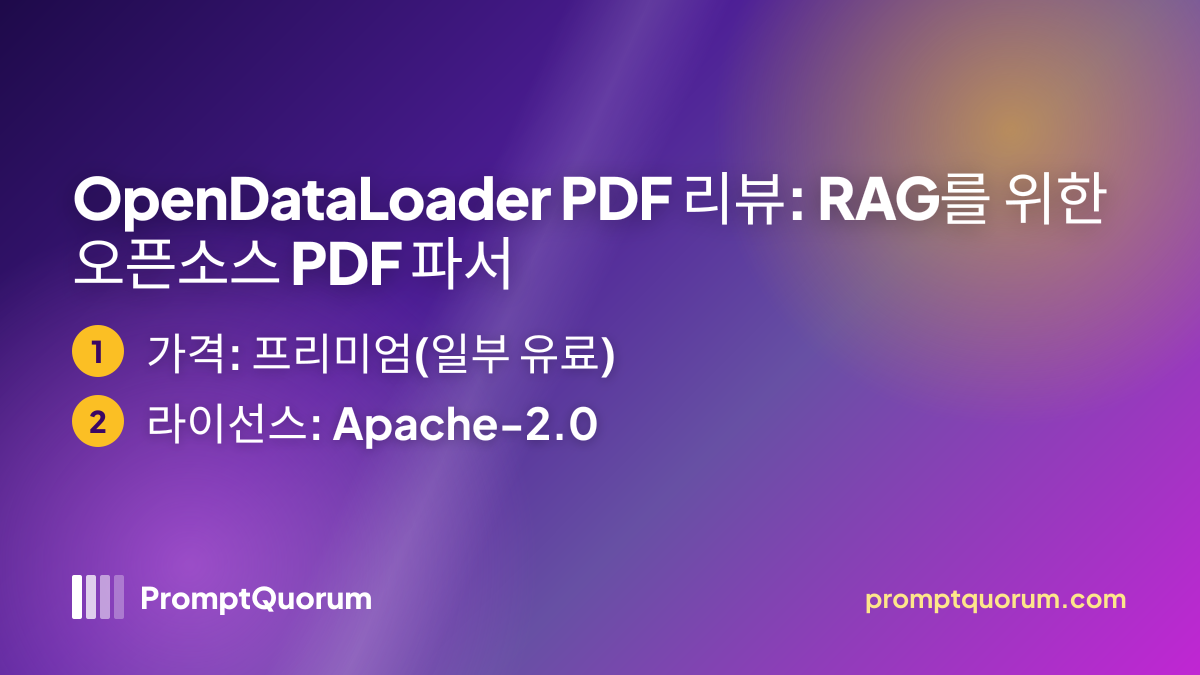 OpenDataLoader PDF 리뷰: RAG를 위한
오픈소스 PDF 파서
1 가격: 프리미엄(일부 유료)
2 라이선스: Apache-2.0
PromptQuorum
promptquorum.com